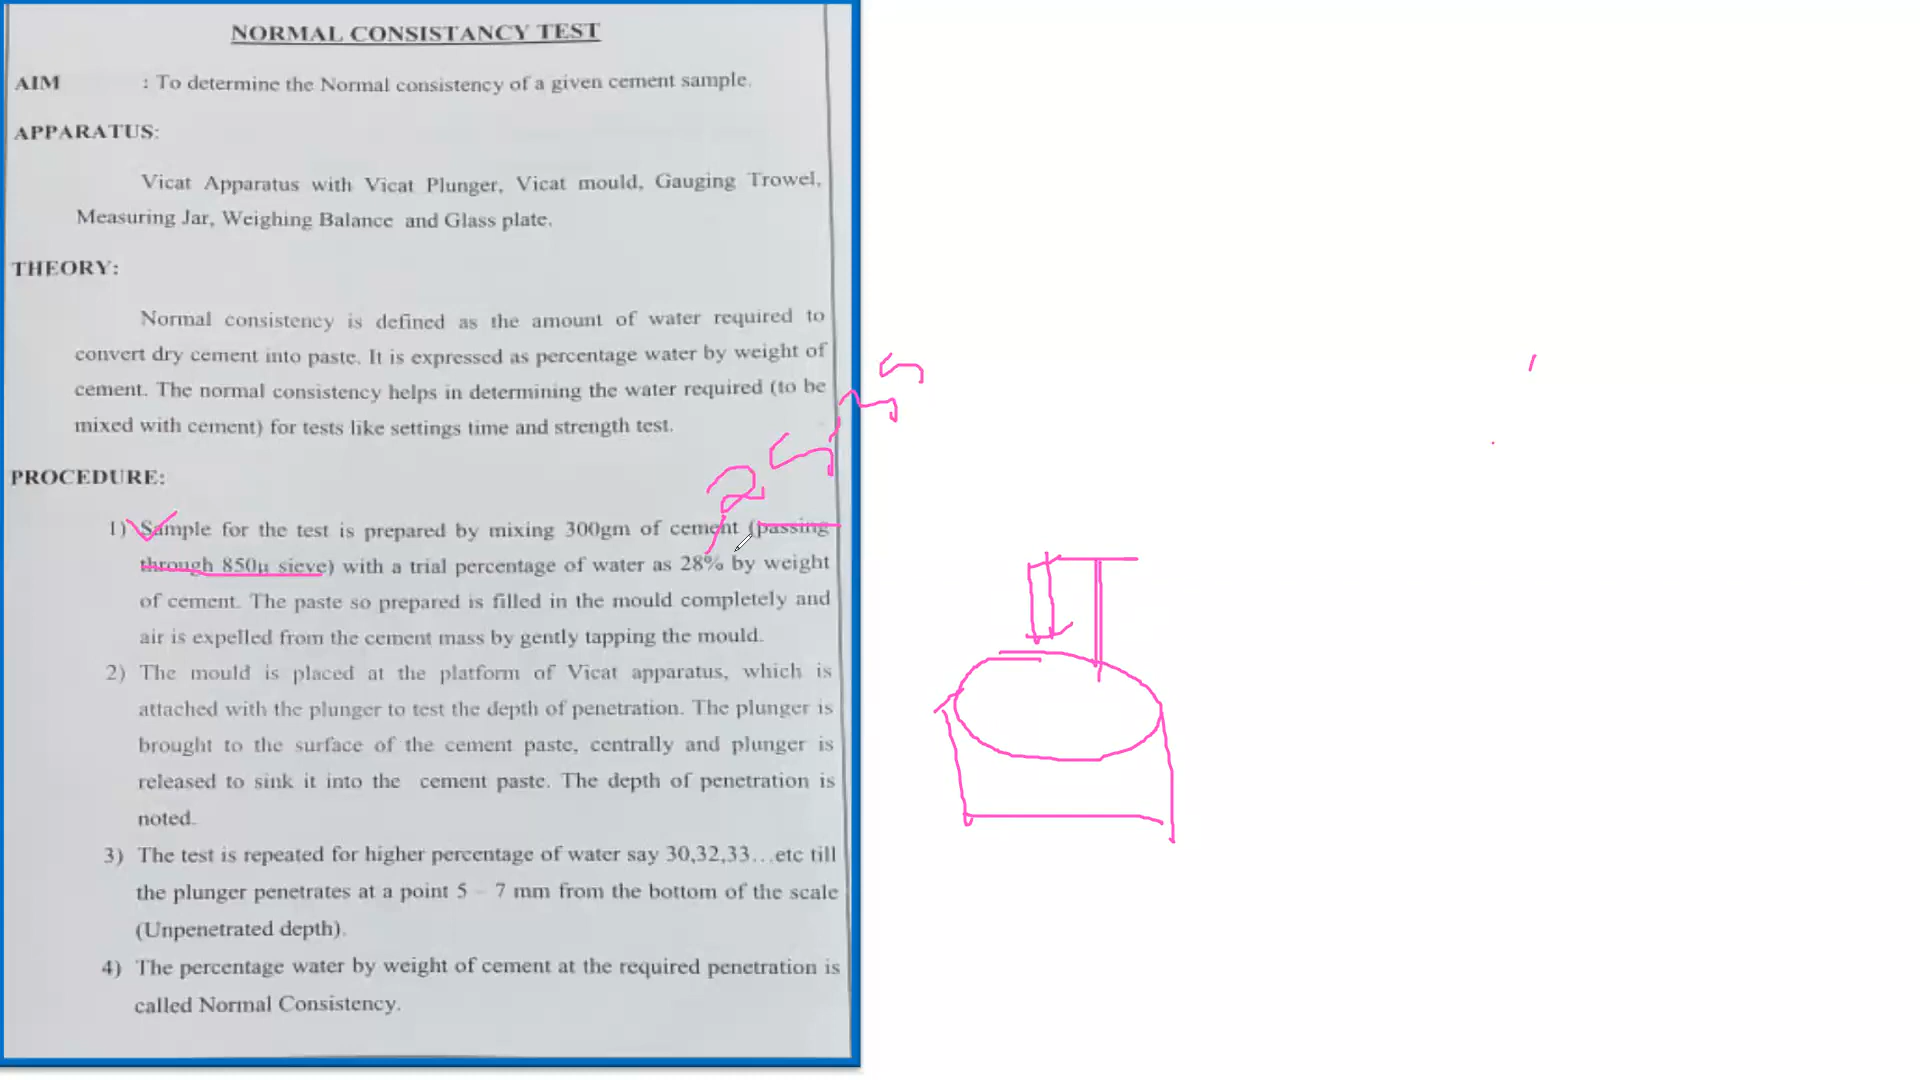 NORMAL CONSISTANCY TEST
AIM : To determine the Normal consistency of a given cement sample.
APPARATUS:
Vicat Apparatus with Vicat Plunger, Vicat mould, Gauging Trowel,
Measuring Jar, Weighing Balance and Glass plate.
THEORY:
Normal consistency is defined as the amount of water required to
convert dry cement into paste. It is expressed as percentage water by weight of
cement. The normal consistency helps in determining the water required (to be
mixed with cement) for tests like settings time and strength test.
PROCEDURE:
1) Sample for the test is prepared by mixing 300gm of cement (passing
through 850µ sieve) with a trial percentage of water as 28% by weight
of cement. The paste so prepared is filled in the mould completely and
air is expelled from the cement mass by gently tapping the mould.
2) The mould is placed at the platform of Vicat apparatus, which is
attached with the plunger to test the depth of penetration. The plunger is
brought to the surface of the cement paste, centrally and plunger is
released to sink it into the cement paste. The depth of penetration is
noted.
3) The test is repeated for higher percentage of water say 30,32,33...etc till
the plunger penetrates at a point 5 – 7 mm from the bottom of the scale
(Unpenetrated depth).
4) The percentage water by weight of cement at the required penetration is
called Normal Consistency.